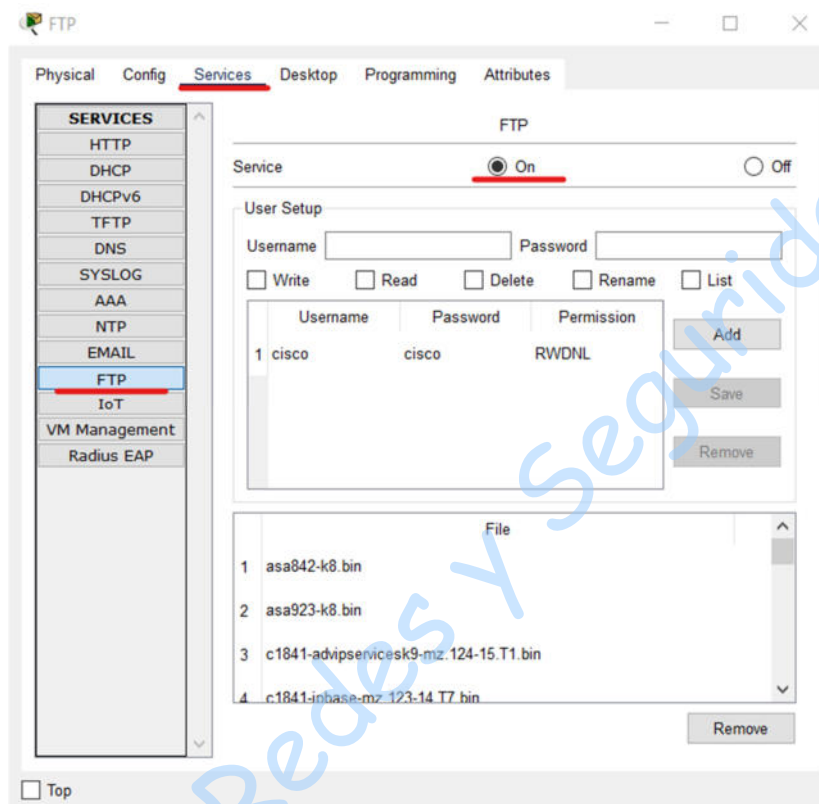 FTP
Physical Config Services Desktop Programming Attributes
SERVICES
HTTP
DHCP
DHCPv6
TFTP
DNS
SYSLOG
AAA
NTP
EMAIL
FTP
IoT
VM Management
Radius EAP
FTP
Service On Off
User Setup
Username Password
Write Read Delete Rename List
Username Password Permission
1 cisco cisco RWDNL
Add
Save
Remove
File
1 asa842-k8.bin
2 asa923-k8.bin
3 c1841-advipservicesk9-mz.124-15.T1.bin
4 c1841-ipbase-mz.123-14.T7.bin
Remove
Top
Redes y Segurid